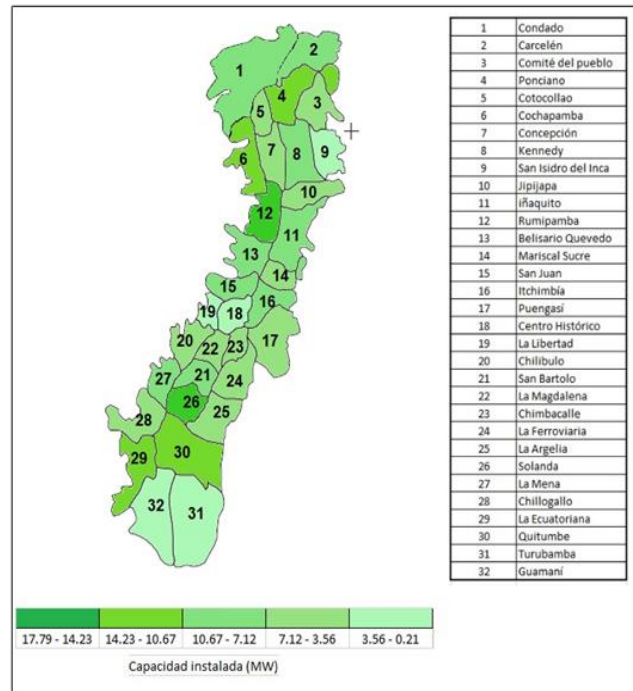 1
2
3
4
5
6
7
8
9
10
11
12
13
14
15
16
17
18
19
20
21
22
23
24
25
26
27
28
29
30
31
32
1 Condado
2 Carcelén
3 Comité del pueblo
4 Ponciano
5 Cotocollao
6 Cochapamba
7 Concepción
8 Kennedy
9 San Isidro del Inca
10 Jipijapa
11 iñaquito
12 Rumipamba
13 Belisario Quevedo
14 Mariscal Sucre
15 San Juan
16 Itchimbía
17 Puengasí
18 Centro Histórico
19 La Libertad
20 Chilibulo
21 San Bartolo
22 La Magdalena
23 Chimbacalle
24 La Ferroviaria
25 La Argelia
26 Solanda
27 La Mena
28 Chillogallo
29 La Ecuatoriana
30 Quitumbe
31 Turubamba
32 Guamaní
17.79 - 14.23 14.23 - 10.67 10.67 - 7.12 7.12 - 3.56 3.56 - 0.21
Capacidad instalada (MW)